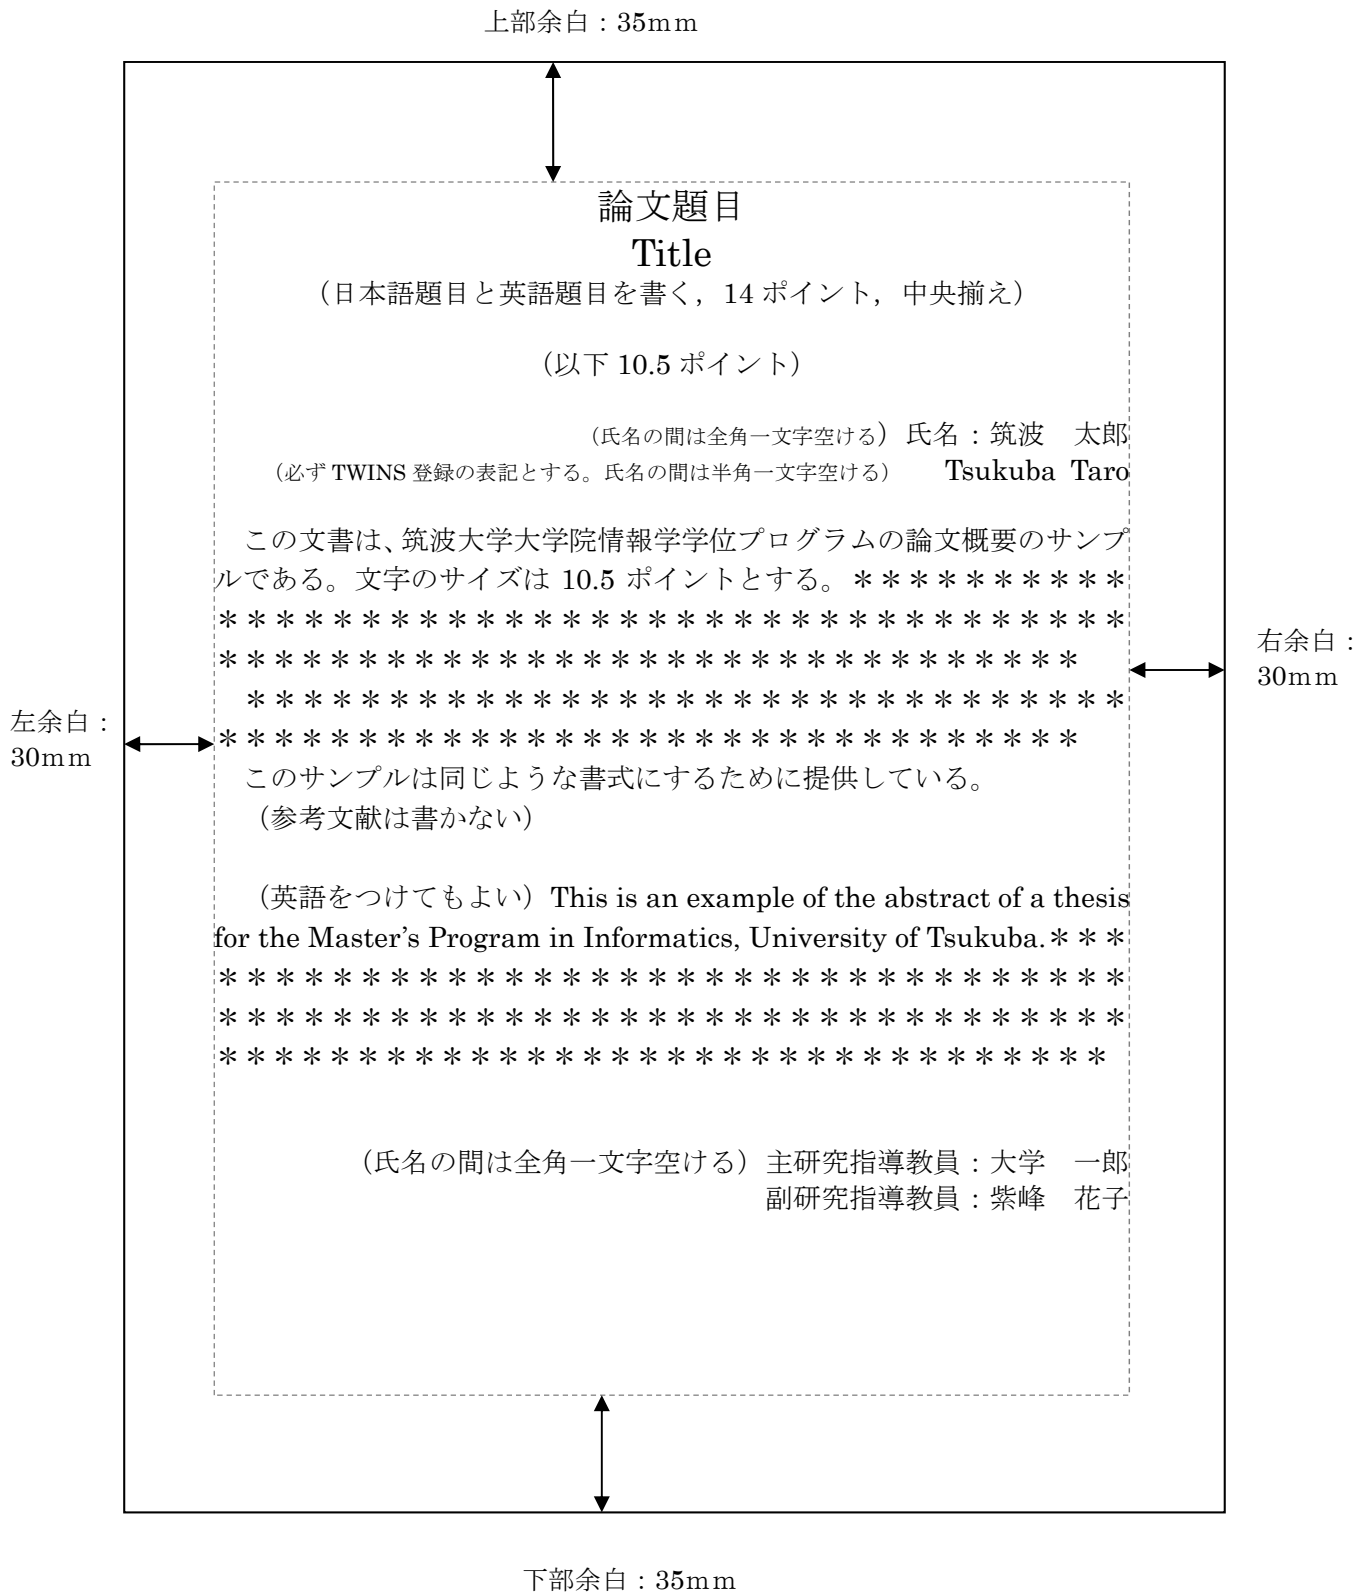 上部余白：35ｍｍ
論文題目
Title
（日本語題目と英語題目を書く，14 ポイント，中央揃え）
（以下 10.5 ポイント）
（氏名の間は全角一文字空ける）氏名：筑波　太郎
（必ず TWINS 登録の表記とする。氏名の間は半角一文字空ける）　Tsukuba Taro
　この文書は、筑波大学大学院情報学学位プログラムの論文概要のサンプ
ルである。文字のサイズは 10.5 ポイントとする。＊＊＊＊＊＊＊＊＊＊
＊＊＊＊＊＊＊＊＊＊＊＊＊＊＊＊＊＊＊＊＊＊＊＊＊＊＊＊＊＊＊＊
＊＊＊＊＊＊＊＊＊＊＊＊＊＊＊＊＊＊＊＊＊＊＊＊＊＊＊＊＊＊＊
　＊＊＊＊＊＊＊＊＊＊＊＊＊＊＊＊＊＊＊＊＊＊＊＊＊＊＊＊＊＊＊
＊＊＊＊＊＊＊＊＊＊＊＊＊＊＊＊＊＊＊＊＊＊＊＊＊＊＊＊＊＊＊
　このサンプルは同じような書式にするために提供している。
　（参考文献は書かない）
　（英語をつけてもよい）This is an example of the abstract of a thesis
for the Master’s Program in Informatics, University of Tsukuba.＊＊＊
＊＊＊＊＊＊＊＊＊＊＊＊＊＊＊＊＊＊＊＊＊＊＊＊＊＊＊＊＊＊＊＊
＊＊＊＊＊＊＊＊＊＊＊＊＊＊＊＊＊＊＊＊＊＊＊＊＊＊＊＊＊＊＊＊
＊＊＊＊＊＊＊＊＊＊＊＊＊＊＊＊＊＊＊＊＊＊＊＊＊＊＊＊＊＊＊＊
（氏名の間は全角一文字空ける）主研究指導教員：大学　一郎
副研究指導教員：紫峰　花子
左余白：
30ｍｍ
右余白：
30ｍｍ
下部余白：35ｍｍ